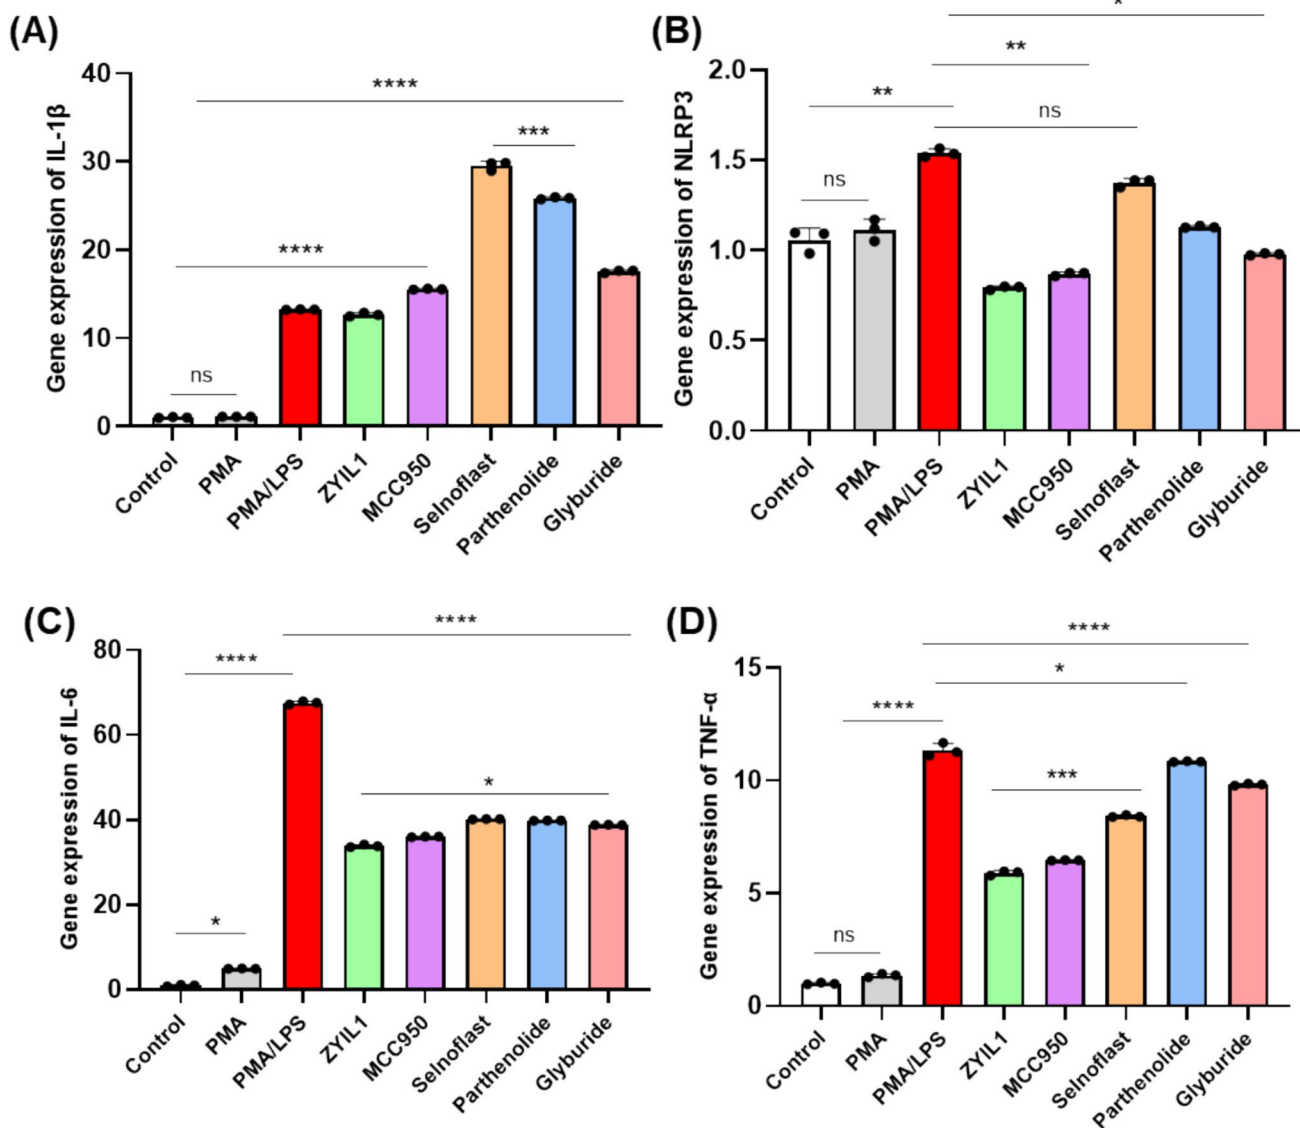 (A)
Gene expression of IL-1β
40
30
20
10
0
****
***
****
ns
Control
PMA
PMA/LPS
ZYIL1
MCC950
Selnoflast
Parthenolide
Glyburide
(B)
Gene expression of NLRP3
2.0
1.5
1.0
0.5
0.0
*
**
**
ns
ns
Control
PMA
PMA/LPS
ZYIL1
MCC950
Selnoflast
Parthenolide
Glyburide
(C)
Gene expression of IL-6
80
60
40
20
0
****
****
*
*
Control
PMA
PMA/LPS
ZYIL1
MCC950
Selnoflast
Parthenolide
Glyburide
(D)
Gene expression of TNF-α
15
10
5
0
****
*
****
***
ns
Control
PMA
PMA/LPS
ZYIL1
MCC950
Selnoflast
Parthenolide
Glyburide